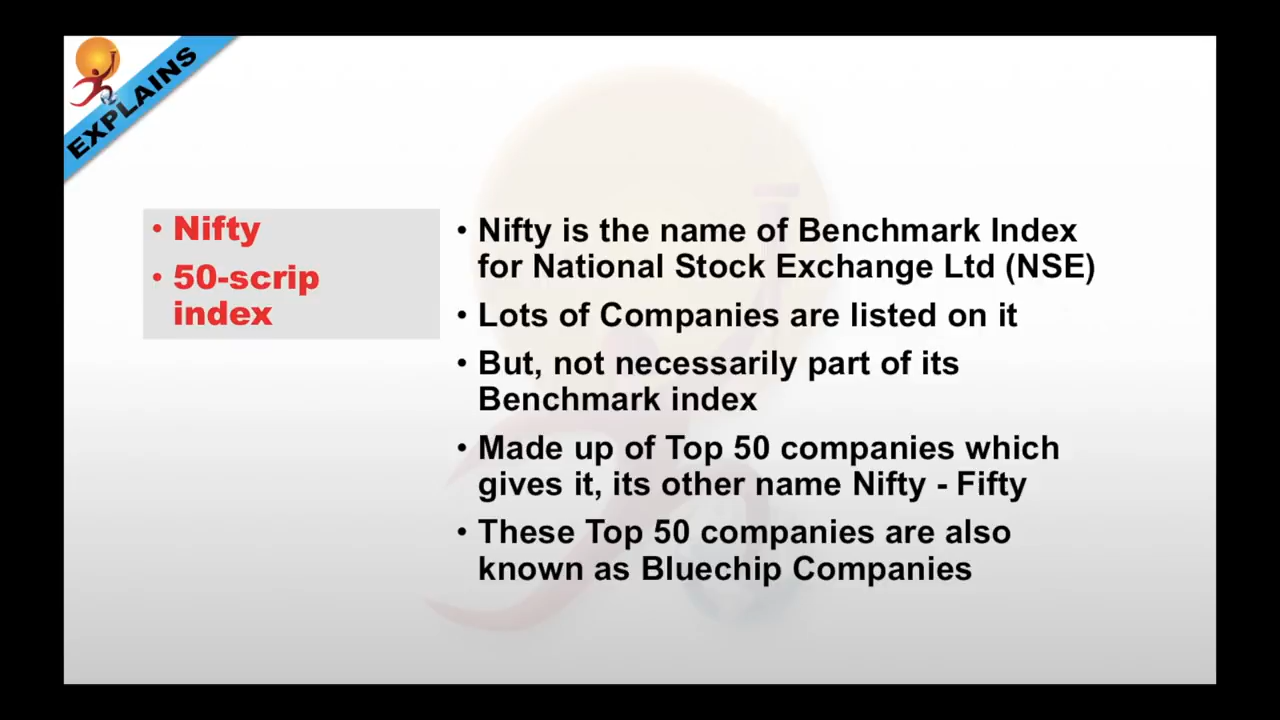 EXPLAINS
• Nifty
• 50-scrip
index
• Nifty is the name of Benchmark Index
for National Stock Exchange Ltd (NSE)
• Lots of Companies are listed on it
• But, not necessarily part of its
Benchmark index
• Made up of Top 50 companies which
gives it, its other name Nifty - Fifty
• These Top 50 companies are also
known as Bluechip Companies